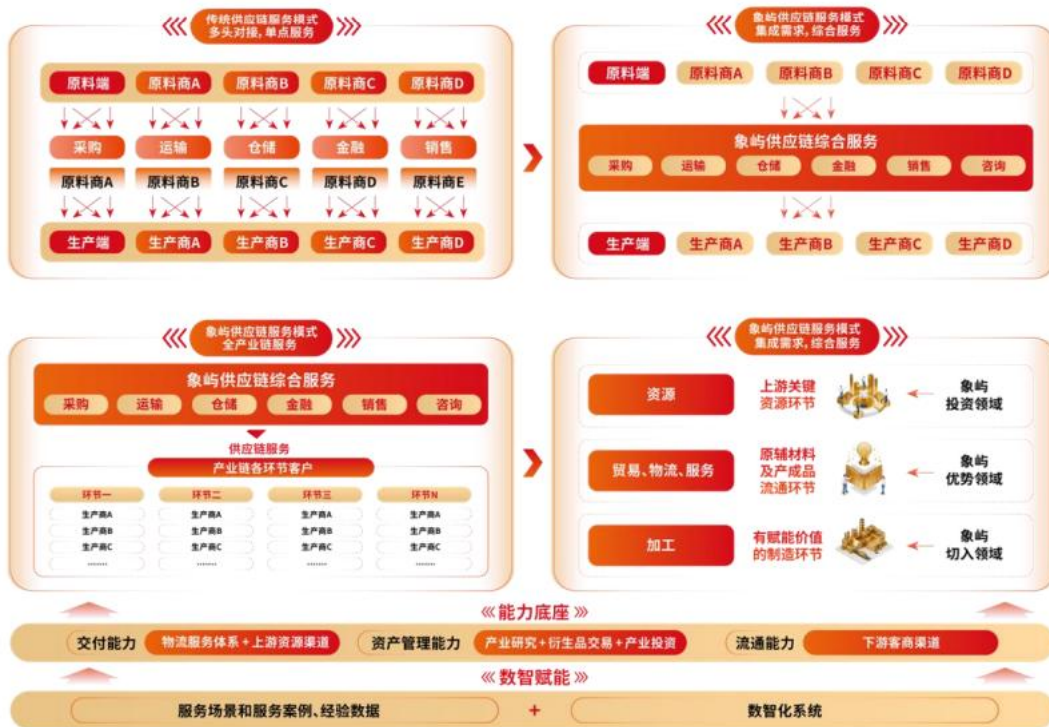 传统供应链服务模式
多头对接,单点服务
原料端 原料商A 原料商B 原料商C 原料商D
采购 运输 仓储 金融 销售
原料商A 原料商B 原料商C 原料商D 原料商E
生产端 生产商A 生产商B 生产商C 生产商D
象屿供应链服务模式
集成需求,综合服务
原料端 原料商A 原料商B 原料商C 原料商D
象屿供应链综合服务
采购 运输 仓储 金融 销售 咨询
生产端 生产商A 生产商B 生产商C 生产商D
象屿供应链服务模式
全产业链服务
象屿供应链综合服务
采购 运输 仓储 金融 销售 咨询
供应链服务
产业链各环节客户
环节一 环节二 环节三 环节N
生产商A 生产商A 生产商A 生产商A
生产商B 生产商B 生产商B 生产商B
生产商C 生产商C 生产商C 生产商C
....... ....... ....... .......
象屿供应链服务模式
集成需求,综合服务
资源
上游关键
资源环节
象屿
投资领域
贸易、物流、服务
原辅材料
及产成品
流通环节
象屿
优势领域
加工
有赋能价值
的制造环节
象屿
切入领域
能力底座
交付能力 物流服务体系+上游资源渠道 资产管理能力 产业研究+衍生品交易+产业投资 流通能力 下游客商渠道
数智赋能
服务场景和服务案例、经验数据 + 数智化系统